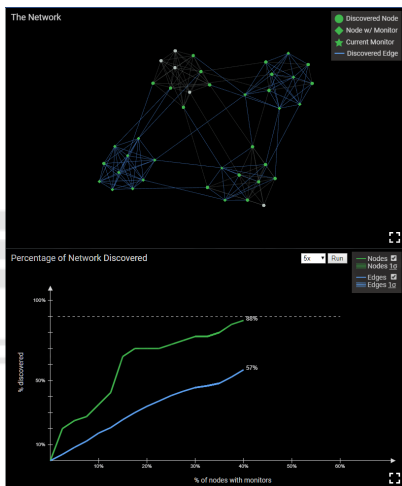 The Network
Discovered Node
Node w/ Monitor
Current Monitor
Discovered Edge
Percentage of Network Discovered
5x
Run
Nodes
Nodes 1σ
Edges
Edges 1σ
100%
50%
10%
% discovered
88%
57%
10%
20%
30%
40%
50%
60%
% of nodes with monitors